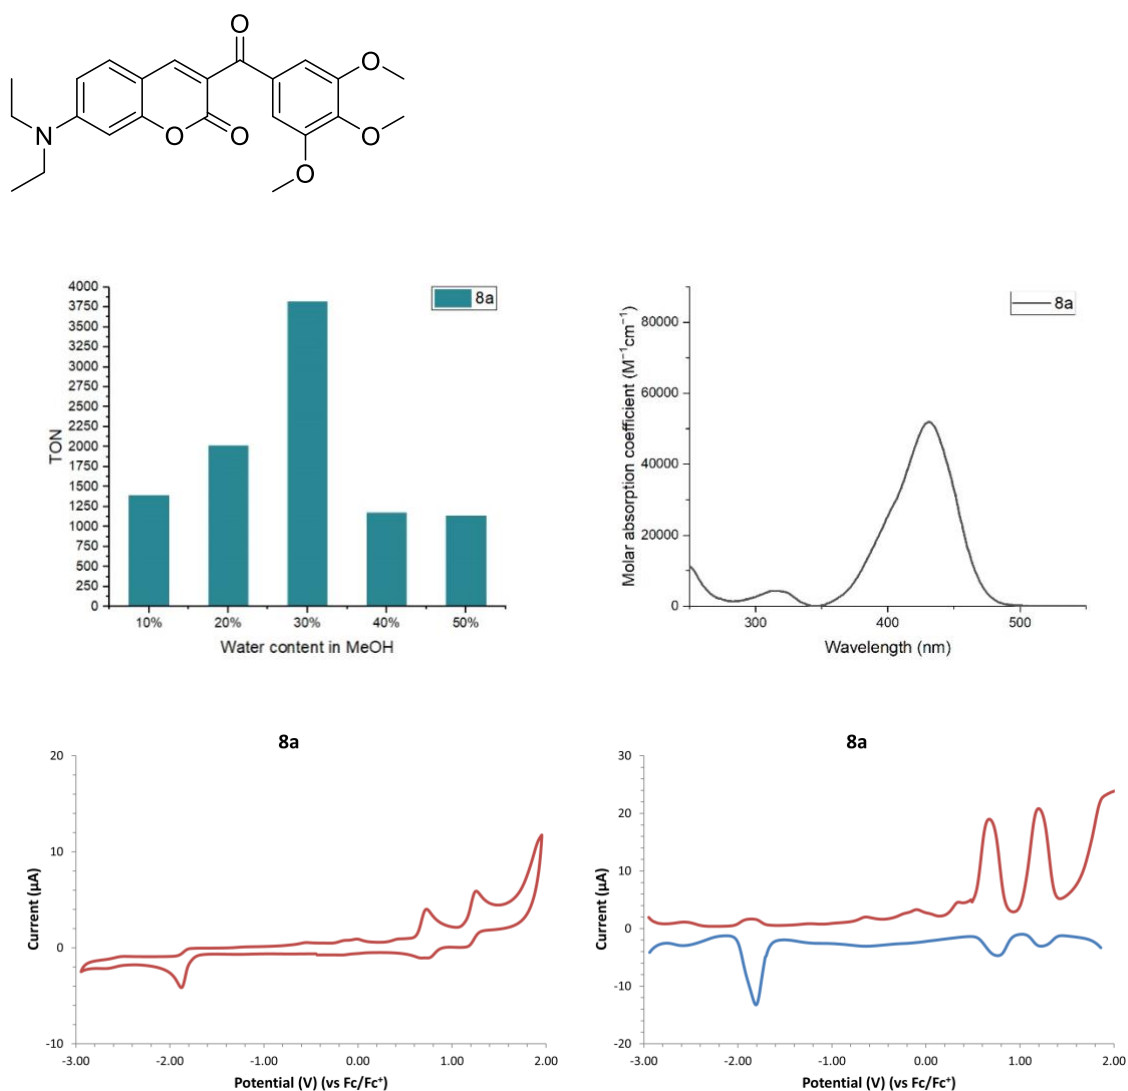 O
O
N
O
O
O
O
8a
4000
3750
3500
3250
3000
2750
2500
2250
2000
1750
1500
1250
1000
750
500
250
0
TON
10% 20% 30% 40% 50%
Water content in MeOH
8a
80000
60000
40000
20000
0
Molar absorption coefficient (M⁻¹cm⁻¹)
300 400 500
Wavelength (nm)
8a
20
10
0
-10
Current (µA)
-3.00 -2.00 -1.00 0.00 1.00 2.00
Potential (V) (vs Fc/Fc⁺)
8a
30
20
10
0
-10
-20
Current (µA)
-3.00 -2.00 -1.00 0.00 1.00 2.00
Potential (V) (vs Fc/Fc⁺)